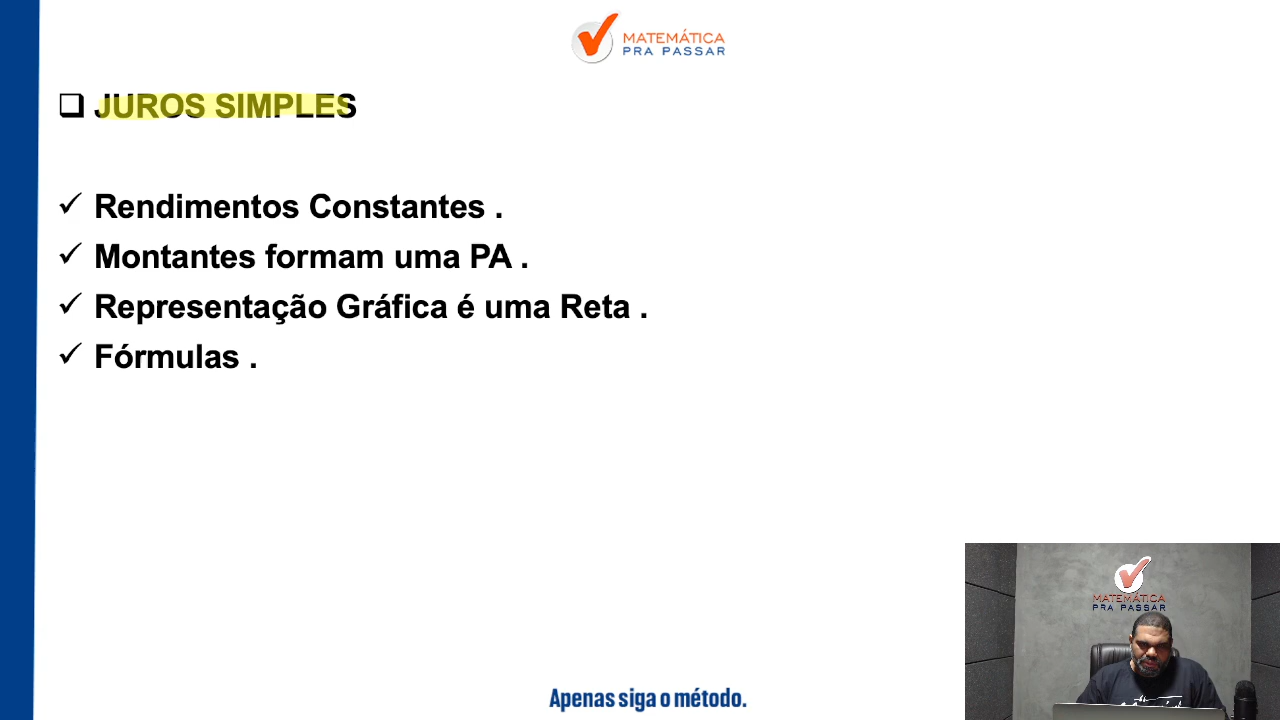 MATEMÁTICA
PRA PASSAR
JUROS SIMPLES
Rendimentos Constantes .
Montantes formam uma PA .
Representação Gráfica é uma Reta .
Fórmulas .
MATEMÁTICA
PRA PASSAR
Apenas siga o método.